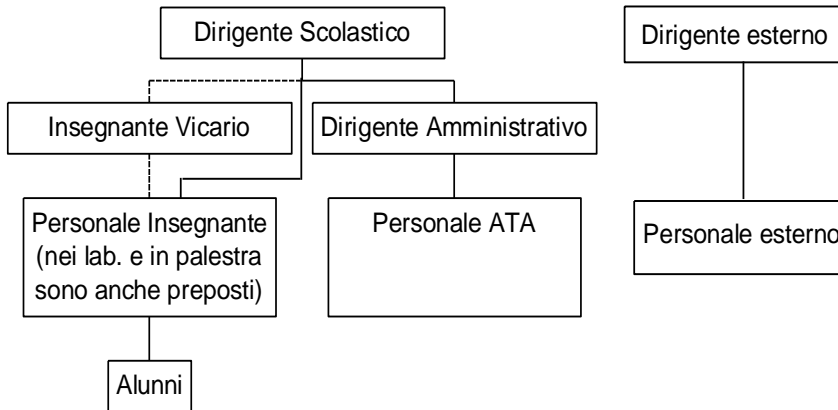 Dirigente Scolastico
Dirigente esterno
Insegnante Vicario
Dirigente Amministrativo
Personale Insegnante
(nei lab. e in palestra
sono anche preposti)
Personale ATA
Personale esterno
Alunni